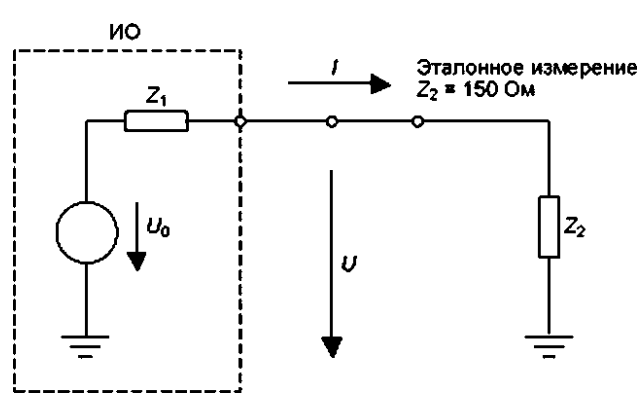 ИО
I
Эталонное измерение
Z₂ = 150 Ом
Z₁
U₀
U
Z₂